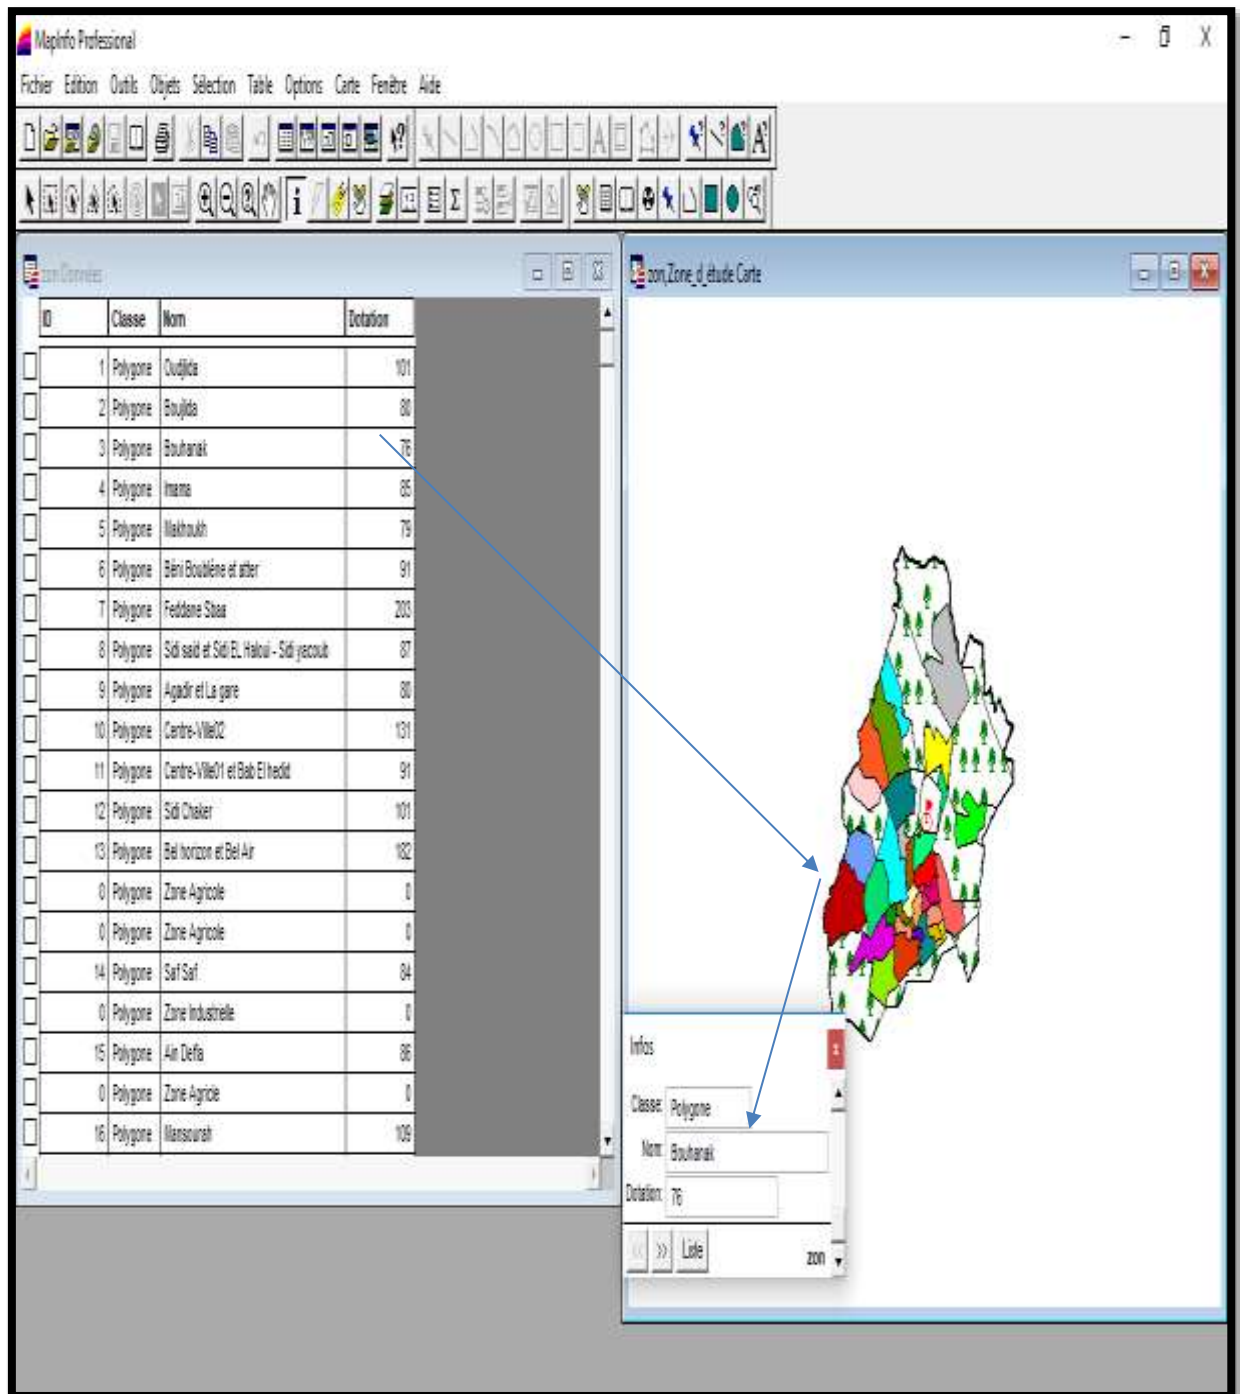 MapInfo Professional
Fichier Edition Outils Objets Sélection Table Options Carte Fenêtre Aide
zon Données
ID Classe Nom Dotation
1 Polygone Oudjlida 101
2 Polygone Boujlida 80
3 Polygone Bouhanak 76
4 Polygone Imama 85
5 Polygone Makhoukh 79
6 Polygone Béni Boublène et atter 91
7 Polygone Feddane Sbaa 203
8 Polygone Sidi said et Sidi EL Haloui - Sidi yacoub 87
9 Polygone Agadir et La gare 80
10 Polygone Centre-Ville02 131
11 Polygone Centre-Ville01 et Bab El hedid 91
12 Polygone Sidi Chaker 101
13 Polygone Bel horizon et Bel Air 182
0 Polygone Zone Agricole 0
0 Polygone Zone Agricole 0
14 Polygone Saf Saf 84
0 Polygone Zone Industrielle 0
15 Polygone Ain Defla 86
0 Polygone Zone Agricle 0
16 Polygone Mansourah 109
zon,Zone_d_étude Carte
Infos
Classe: Polygone
Nom: Bouhanak
Dotation: 76
<< >> Liste zon